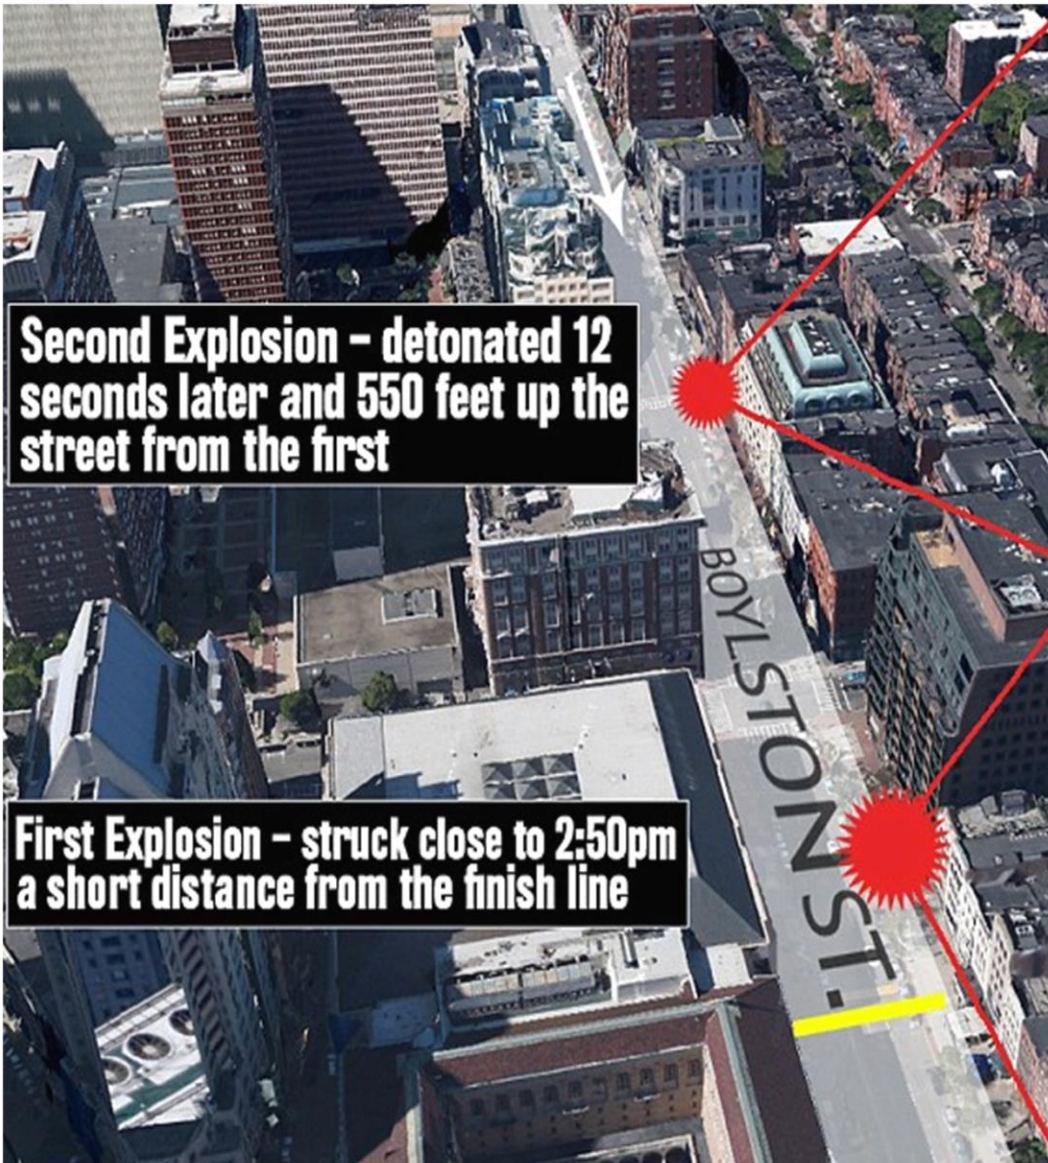 Second Explosion – detonated 12
seconds later and 550 feet up the
street from the first
BOYLSTON ST.
First Explosion – struck close to 2:50pm
a short distance from the finish line